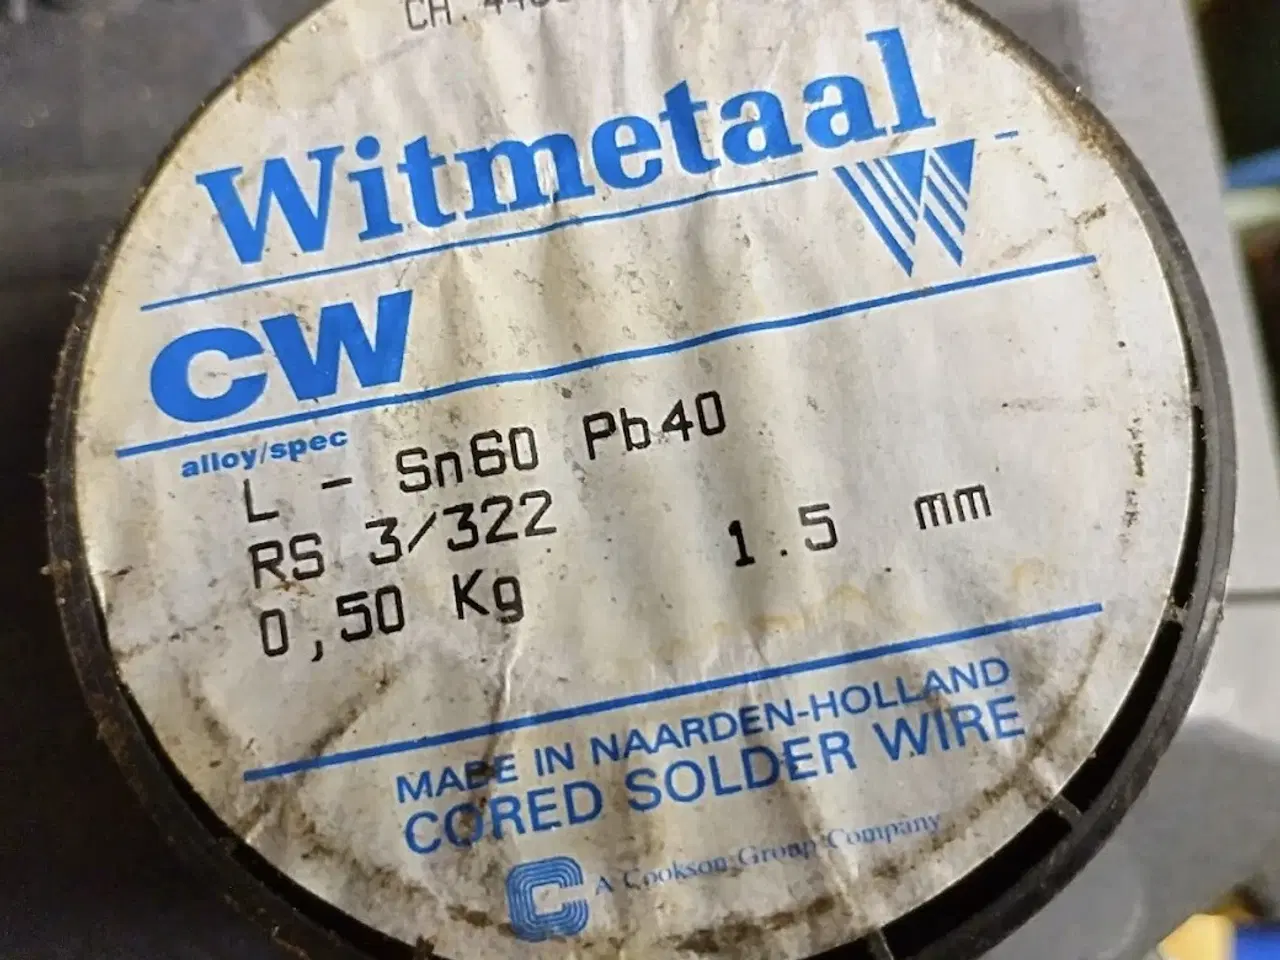 CH.
Witmetaal
CW
alloy/spec
L - Sn60 Pb40
RS 3/322 1.5 mm
0,50 Kg
MADE IN NAARDEN-HOLLAND
CORED SOLDER WIRE
A Cookson Group Company